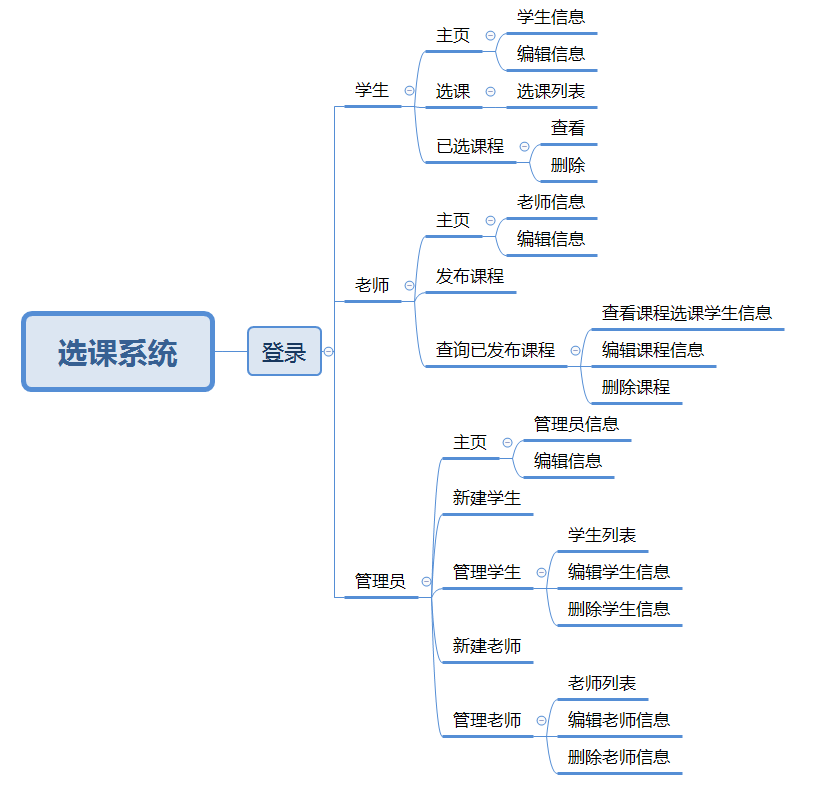 选课系统
登录
学生
主页
学生信息
编辑信息
选课
选课列表
已选课程
查看
删除
老师
主页
老师信息
编辑信息
发布课程
查询已发布课程
查看课程选课学生信息
编辑课程信息
删除课程
管理员
主页
管理员信息
编辑信息
新建学生
管理学生
学生列表
编辑学生信息
删除学生信息
新建老师
管理老师
老师列表
编辑老师信息
删除老师信息